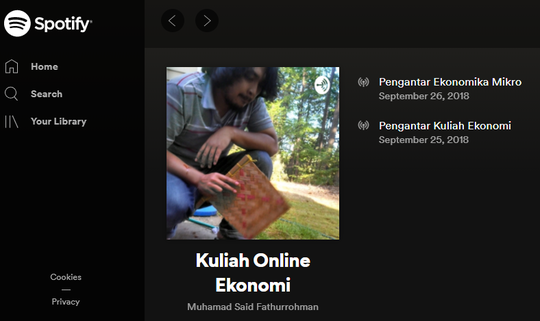 Spotify®
Home
Search
Your Library
Cookies
Privacy
Kuliah Online
Ekonomi
Muhamad Said Fathurrohman
Pengantar Ekonomika Mikro
September 26, 2018
Pengantar Kuliah Ekonomi
September 25, 2018